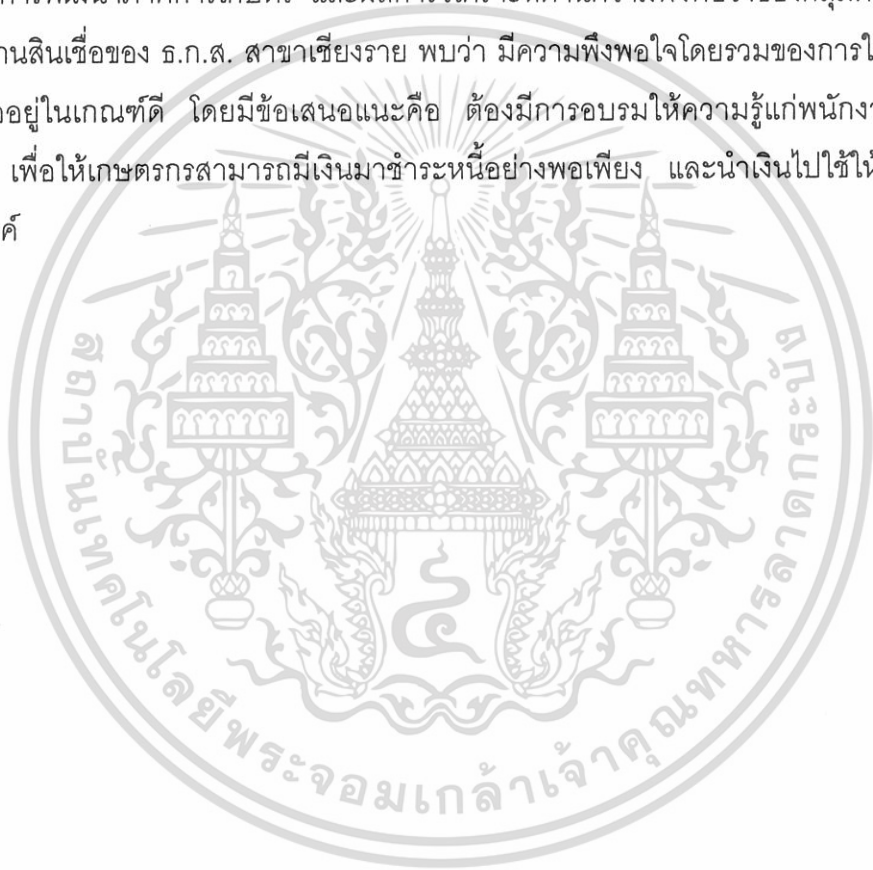 านสินเชื่อของ ธ.ก.ส. สาขาเชียงราย พบว่า มีความพึงพอใจโดยรวมของการใ
อยู่ในเกณฑ์ดี โดยมีข้อเสนอแนะคือ ต้องมีการอบรมให้ความรู้แก่พนักง
เพื่อให้เกษตรกรสามารถมีเงินมาชำระหนี้อย่างพอเพียง และนำเงินไปใช้ให้
ค์
สถาบันเทคโนโลยีพระจอมเกล้าเจ้าคุณทหารลาดกระบัง
๔